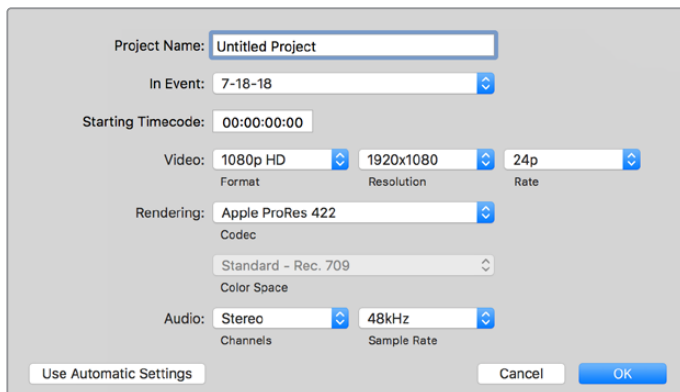 Project Name: Untitled Project
In Event: 7-18-18
Starting Timecode: 00:00:00:00
Video: 1080p HD 1920x1080 24p
Format Resolution Rate
Rendering: Apple ProRes 422
Codec
Standard - Rec. 709
Color Space
Audio: Stereo 48kHz
Channels Sample Rate
Use Automatic Settings Cancel OK